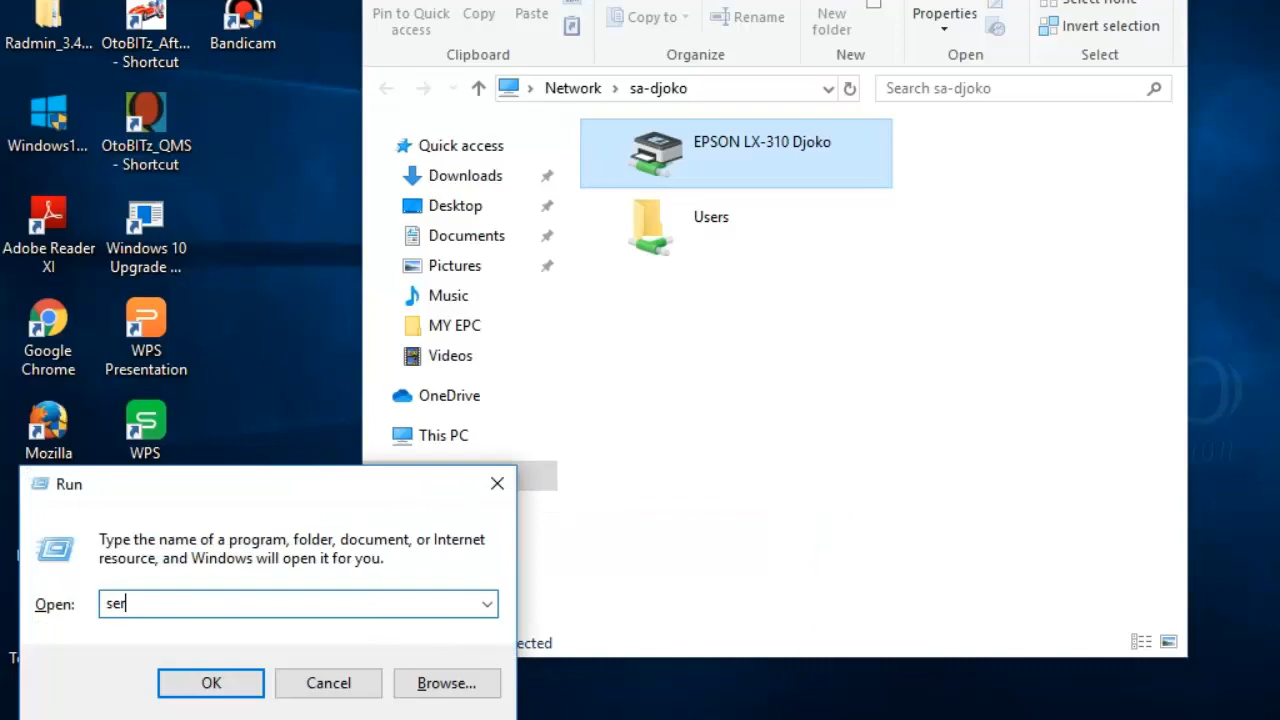 Radmin_3.4...
OtoBITz_Aft...
- Shortcut
Bandicam
Windows1...
OtoBITz_QMS
- Shortcut
Adobe Reader
XI
Windows 10
Upgrade ...
Google
Chrome
WPS
Presentation
Mozilla
WPS
Pin to Quick
access
Copy
Paste
Clipboard
Copy to
Rename
Organize
New
folder
New
Properties
Open
Invert selection
Select
Network
sa-djoko
Search sa-djoko
Quick access
Downloads
Desktop
Documents
Pictures
Music
MY EPC
Videos
OneDrive
This PC
EPSON LX-310 Djoko
Users
Run
Type the name of a program, folder, document, or Internet
resource, and Windows will open it for you.
Open:
ser
OK
Cancel
Browse...